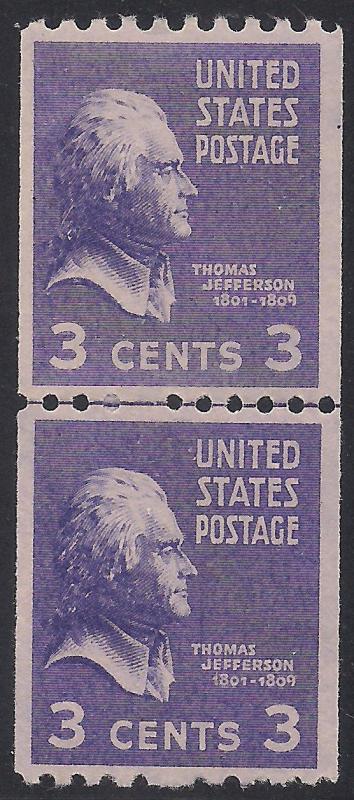 UNITED
STATES
POSTAGE
THOMAS
JEFFERSON
1801-1809
3 CENTS 3
UNITED
STATES
POSTAGE
THOMAS
JEFFERSON
1801-1809
3 CENTS 3